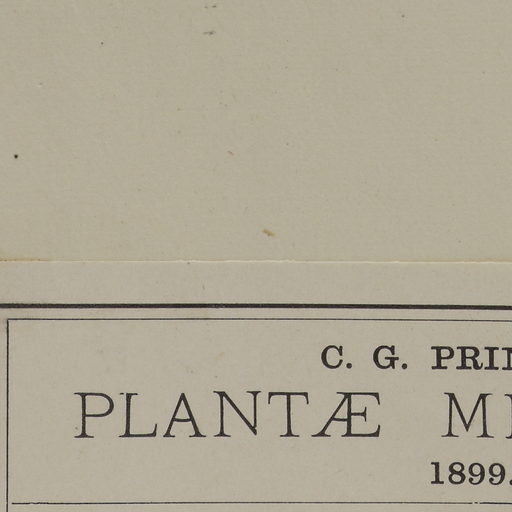 C. G. PRI
PLANTÆ M
1899.